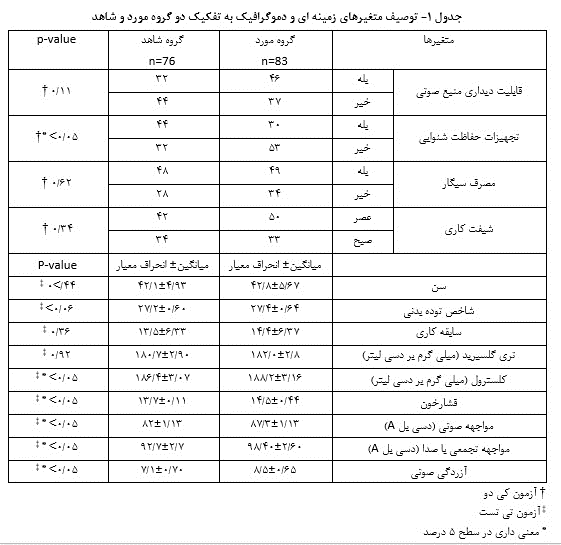 جدول ۱- توصیف متغیرهای زمینه ای و دموگرافیک به تفکیک دو گروه مورد و شاهد
متغیرها گروه مورد گروه شاهد p-value
n=83 n=76
قابلیت دیداری منبع صوتی بله ۴۶ ۳۲ ۰/۱۱ †
خیر ۳۷ ۴۴
تجهیزات حفاظت شنوایی بله ۳۰ ۴۴ <۰/۰۵ *†
خیر ۵۳ ۳۲
مصرف سیگار بله ۴۹ ۴۸ ۰/۶۲ †
خیر ۳۴ ۲۸
شیفت کاری عصر ۵۰ ۴۲ ۰/۳۴ †
صبح ۳۳ ۳۴
میانگین± انحراف معیار میانگین± انحراف معیار P-value
سن ۴۲/۸±۵/۶۷ ۴۲/۱±۴/۹۳ ۰>/۴۴ ‡
شاخص توده بدنی ۲۷/۴±۰/۶۴ ۲۷/۲±۰/۶۰ <۰/۰۶ ‡
سابقه کاری ۱۴/۴±۶/۳۷ ۱۳/۵±۶/۳۳ ۰/۳۶ ‡
تری گلسیرید (میلی گرم بر دسی لیتر) ۱۸۲/۰±۲/۸ ۱۸۰/۷±۲/۹۰ ۰/۹۲ ‡
کلسترول (میلی گرم بر دسی لیتر) ۱۸۸/۲±۳/۱۶ ۱۸۶/۴±۳/۰۷ <۰/۰۵ *‡
فشارخون ۱۴/۵±۰/۴۴ ۱۳/۷±۰/۱۱ <۰/۰۵ *‡
مواجهه صوتی (دسی بل A) ۸۷/۳±۱/۱۳ ۸۲±۱/۱۳ <۰/۰۵ *‡
مواجهه تجمعی با صدا (دسی بل A) ۹۸/۴۰±۲/۶۰ ۹۲/۷±۲/۷ <۰/۰۵ *‡
آزردگی صوتی ۸/۵±۰/۶۵ ۷/۱±۰/۷۰ <۰/۰۵ *‡
† آزمون کی دو
‡ آزمون تی تست
* معنی داری در سطح ۵ درصد